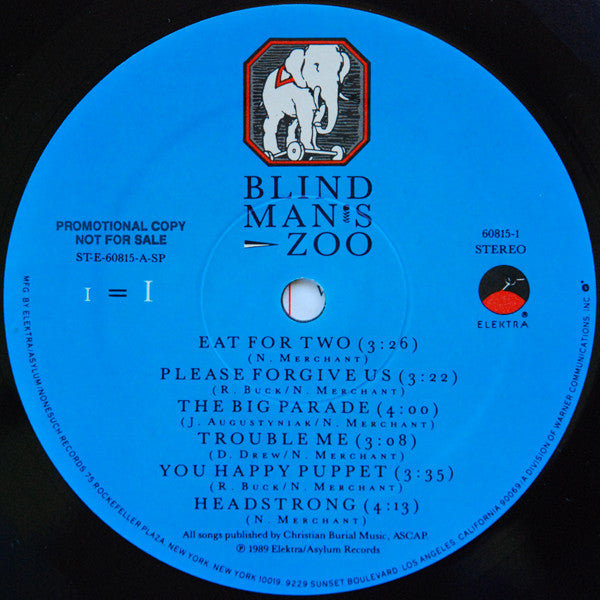 BLIND
MAN'S
ZOO
PROMOTIONAL COPY
NOT FOR SALE
ST-E-60815-A-SP
60815-1
STEREO
1 = I
ELEKTRA®
EAT FOR TWO (3:26)
(N. MERCHANT)
PLEASE FORGIVE US (3:22)
(R. BUCK/N. MERCHANT)
THE BIG PARADE (4:00)
(J. AUGUSTYNIAK/N. MERCHANT)
TROUBLE ME (3:08)
(D. DREW/N. MERCHANT)
YOU HAPPY PUPPET (3:35)
(R. BUCK/N. MERCHANT)
HEADSTRONG (4:13)
(N. MERCHANT)
All songs published by Christian Burial Music, ASCAP.
℗ 1989 Elektra/Asylum Records
MFG. BY ELEKTRA/ASYLUM/NONESUCH RECORDS 75 ROCKEFELLER PLAZA, NEW YORK, NEW YORK 10019. 9229 SUNSET BOULEVARD, LOS ANGELES, CALIFORNIA 90069/A DIVISION OF WARNER COMMUNICATIONS, INC.